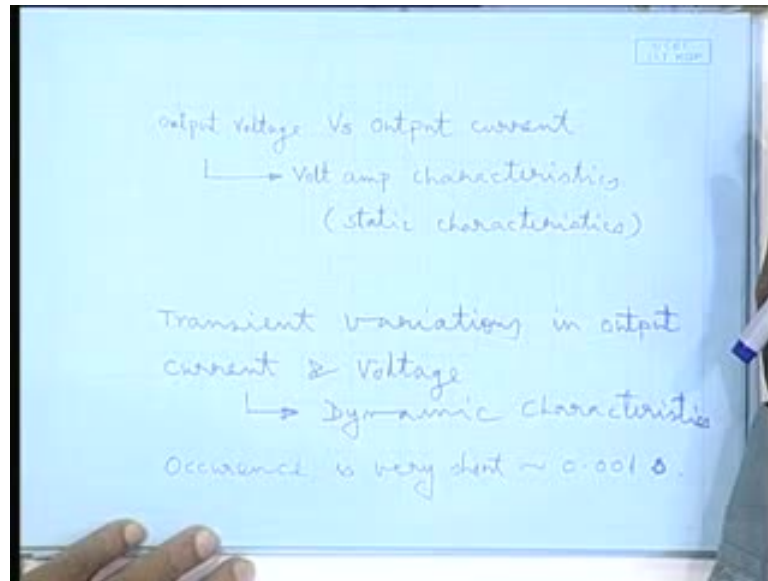 Output Voltage Vs Output current
Volt amp characteristics
(static characteristics)
Transient variations in output
current & Voltage
Dynamic Characteristics
Occurence is very short ~ 0.001 s.